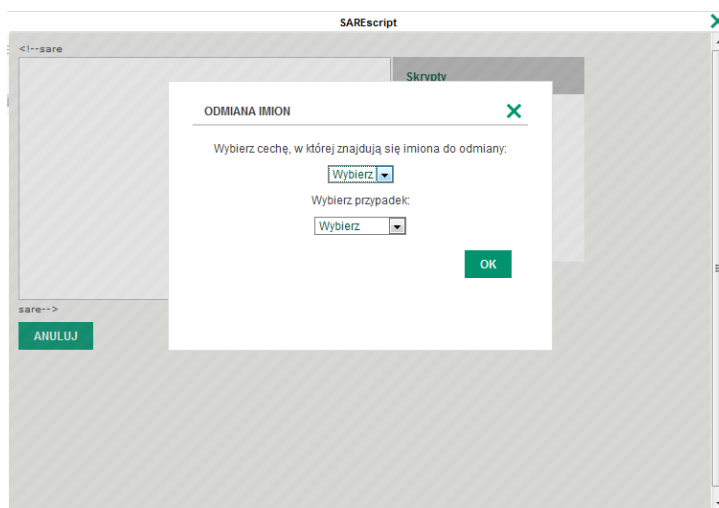 SAREscript
<!--sare
Skrypty
ODMIANA IMION
Wybierz cechę, w której znajdują się imiona do odmiany:
Wybierz
Wybierz przypadek:
Wybierz
OK
sare-->
ANULUJ